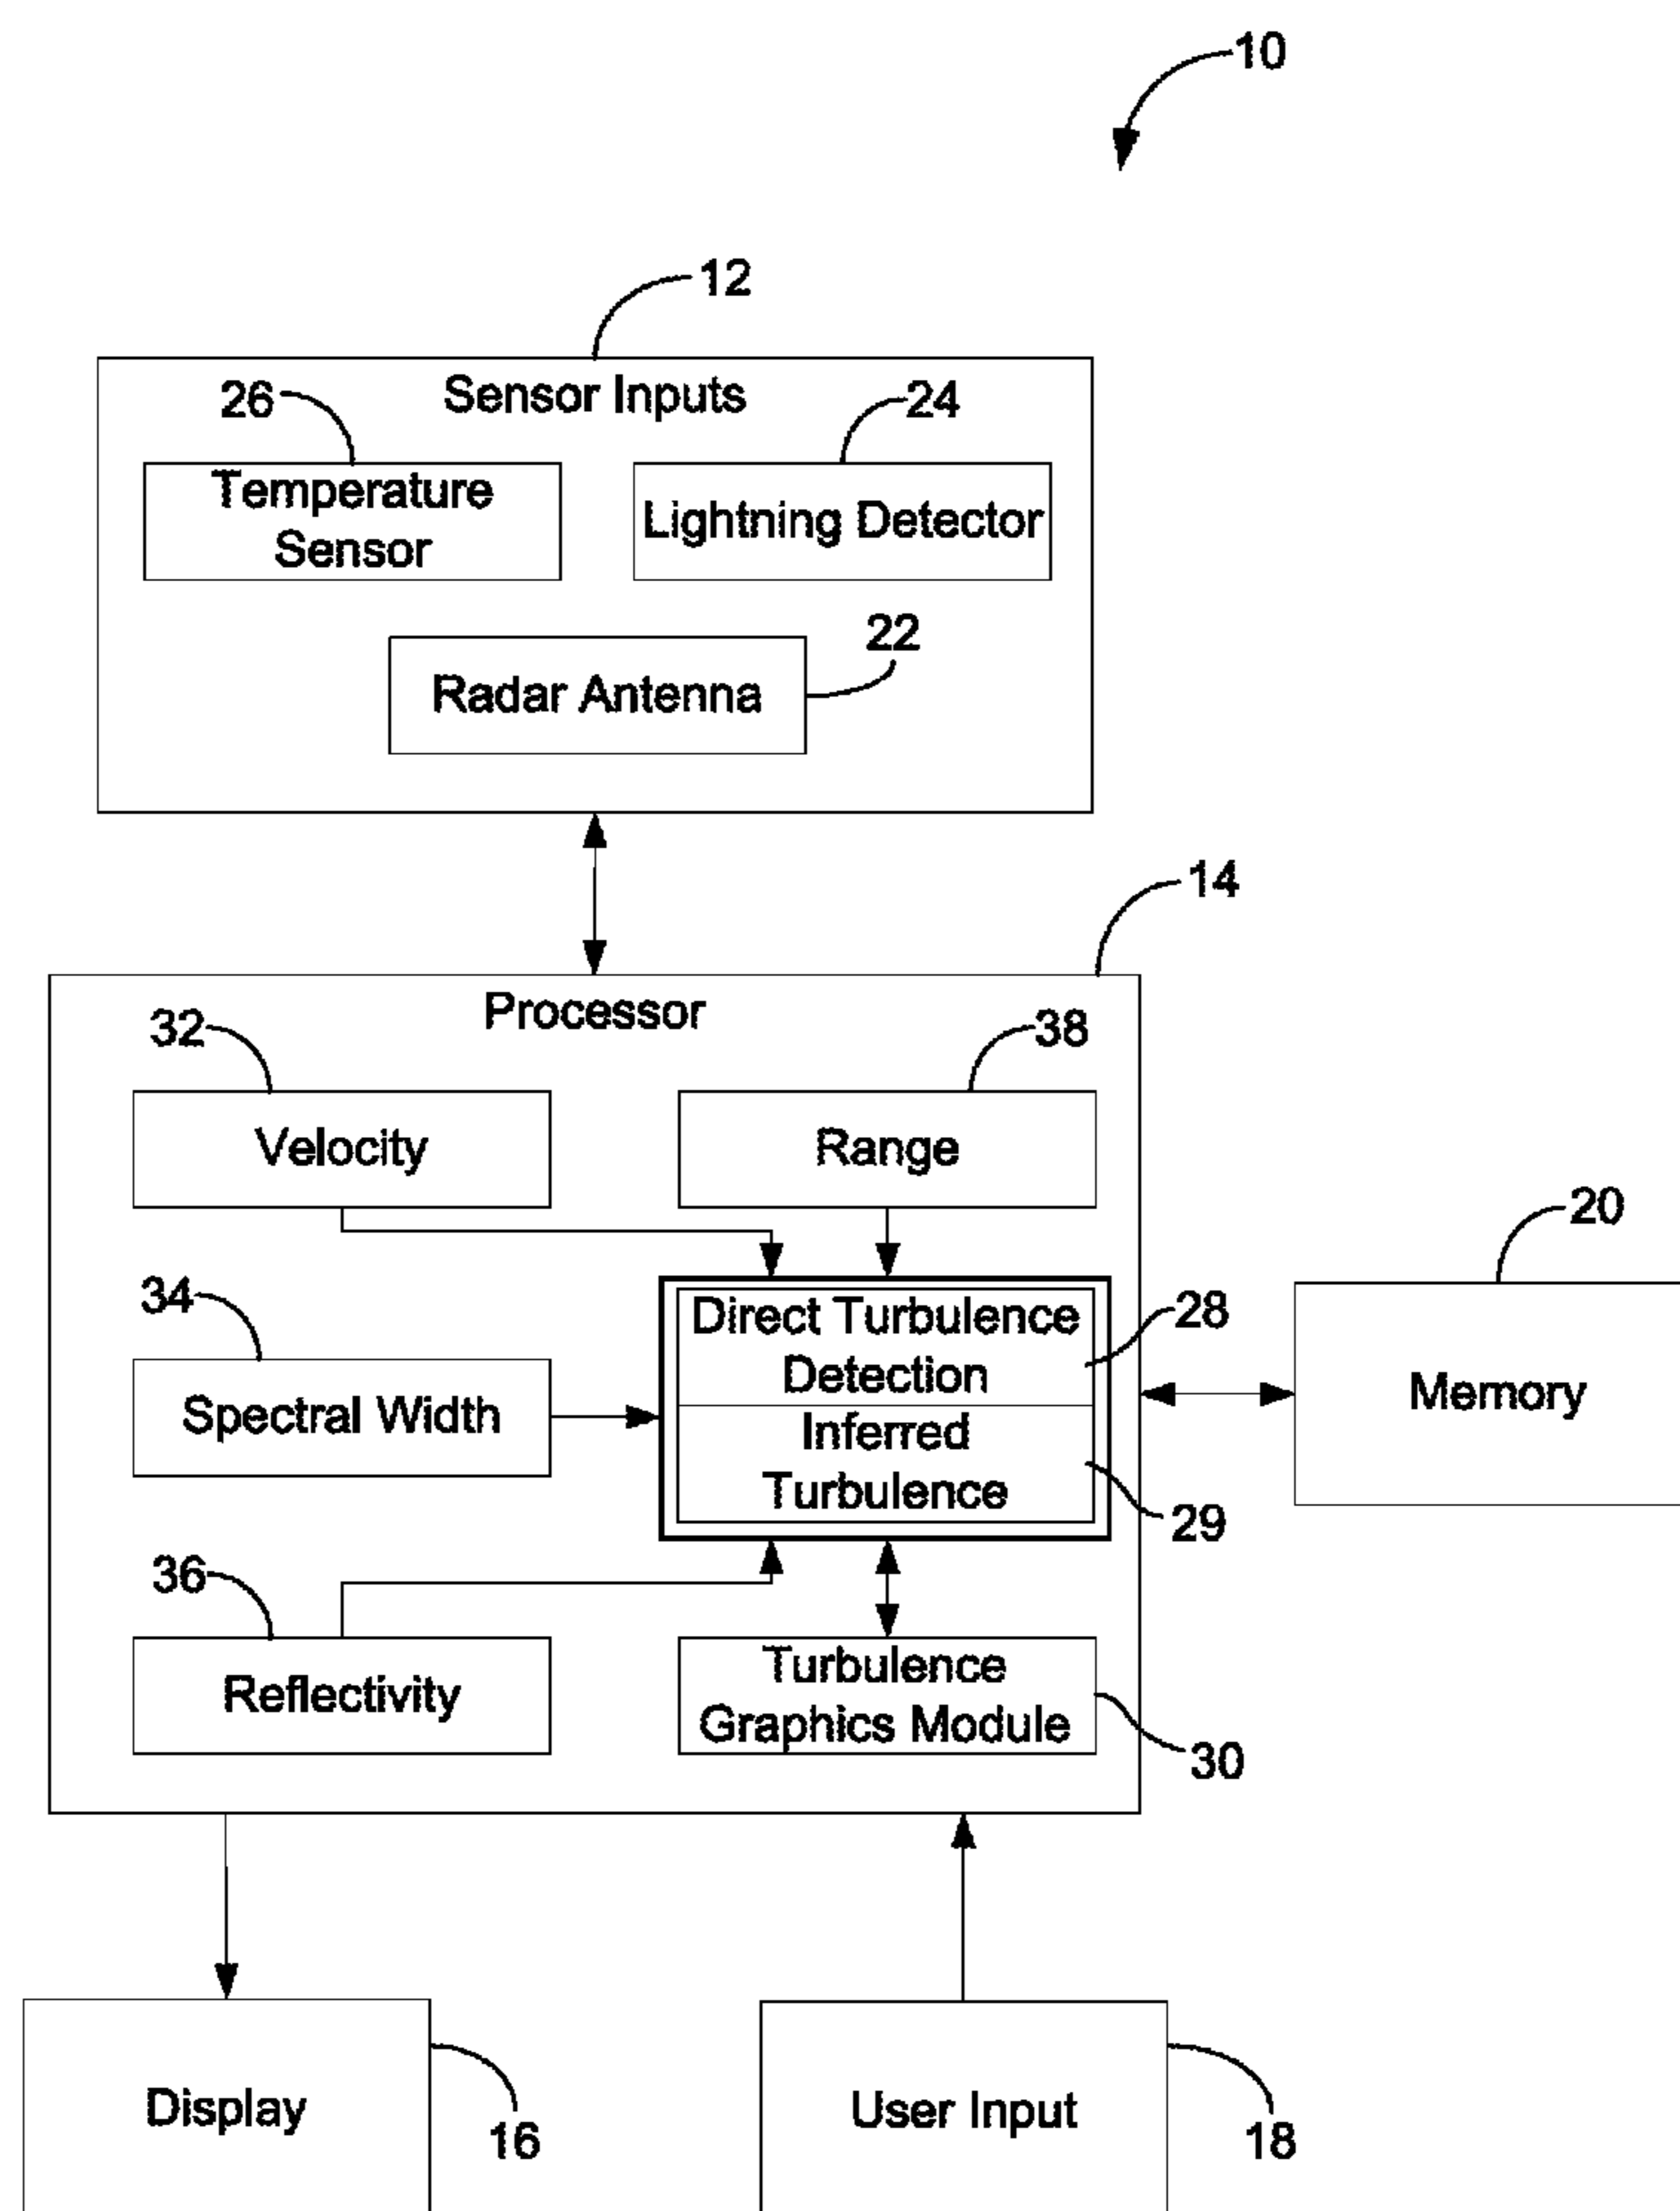 10
12
Sensor Inputs
26
24
Temperature
Sensor
Lightning Detector
22
Radar Antenna
14
Processor
32
38
Velocity
Range
20
34
Direct Turbulence
Detection
28
Spectral Width
Memory
Inferred
Turbulence
29
36
Reflectivity
Turbulence
Graphics Module
30
Display
16
User Input
18